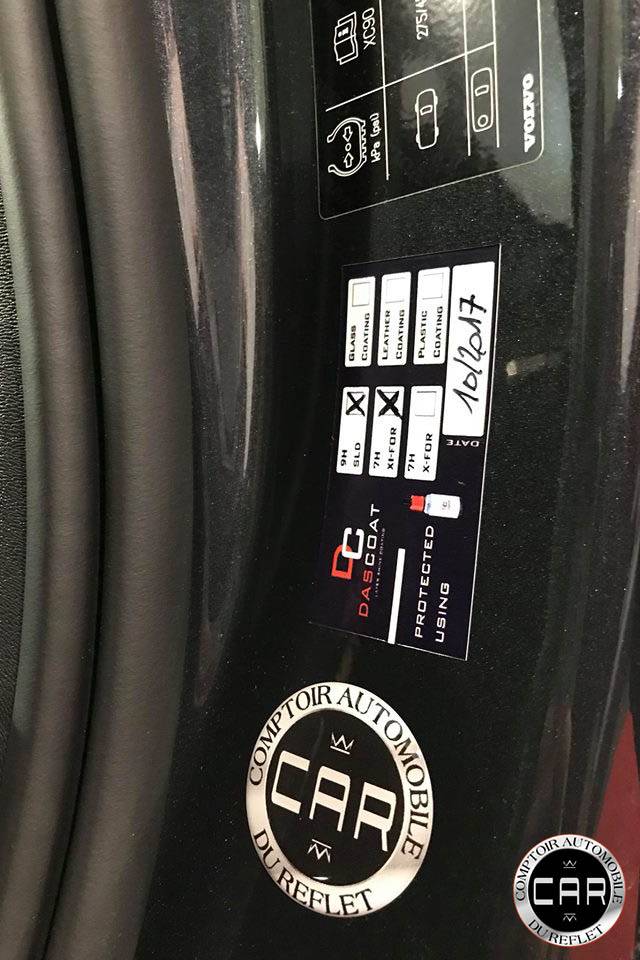 XC90
275/4
kPa (psi)
VOLVO
DC
DASCOAT
PROTECTED
USING
9H
SLD
7H
XI-FOR
7H
X-FOR
GLASS
COATING
LEATHER
COATING
PLASTIC
COATING
DATE
10/2017
COMPTOIR AUTOMOBILE
CAR
DU REFLET
COMPTOIR AUTOMOBILE
CAR
DU REFLET